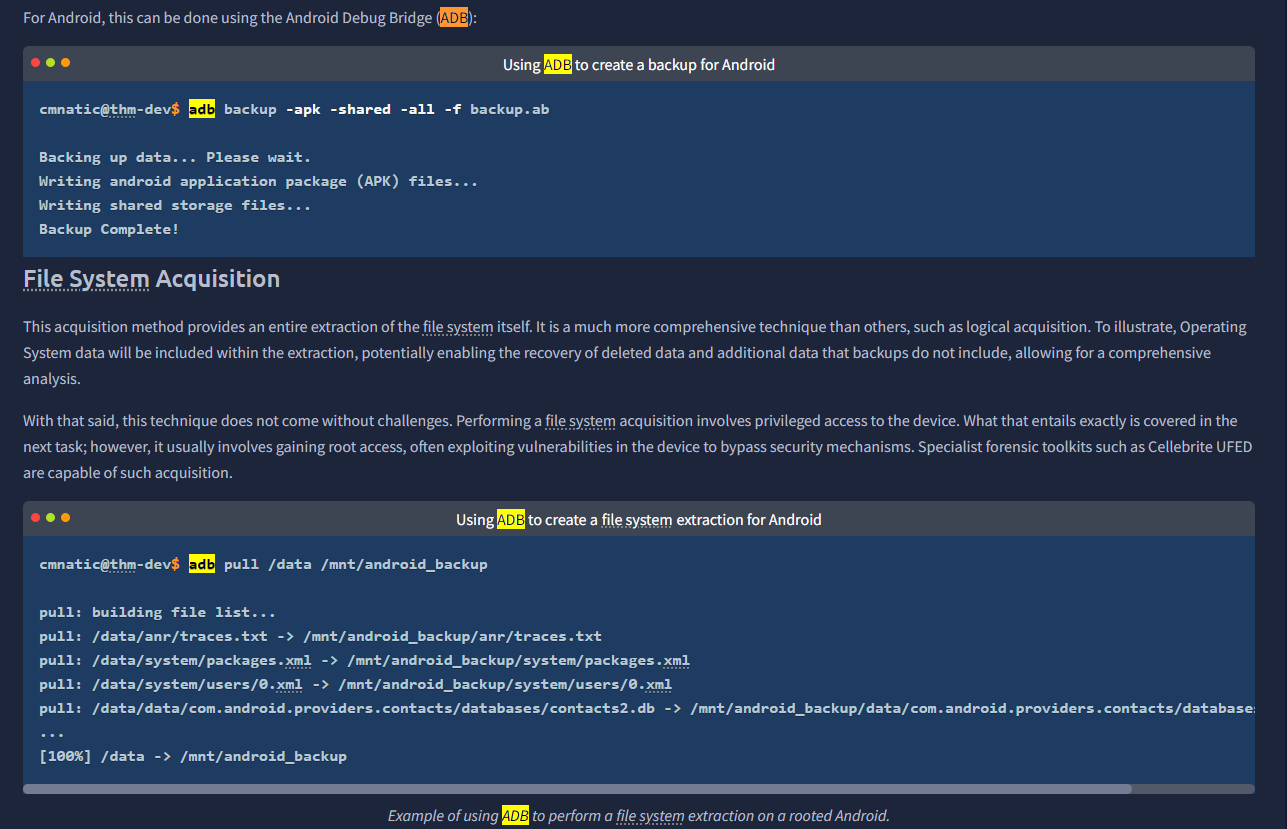 For Android, this can be done using the Android Debug Bridge (ADB):
Using ADB to create a backup for Android
cmnatic@thm-dev$ adb backup -apk -shared -all -f backup.ab
Backing up data... Please wait.
Writing android application package (APK) files...
Writing shared storage files...
Backup Complete!
File System Acquisition
This acquisition method provides an entire extraction of the file system itself. It is a much more comprehensive technique than others, such as logical acquisition. To illustrate, Operating
System data will be included within the extraction, potentially enabling the recovery of deleted data and additional data that backups do not include, allowing for a comprehensive
analysis.
With that said, this technique does not come without challenges. Performing a file system acquisition involves privileged access to the device. What that entails exactly is covered in the
next task; however, it usually involves gaining root access, often exploiting vulnerabilities in the device to bypass security mechanisms. Specialist forensic toolkits such as Cellebrite UFED
are capable of such acquisition.
Using ADB to create a file system extraction for Android
cmnatic@thm-dev$ adb pull /data /mnt/android_backup
pull: building file list...
pull: /data/anr/traces.txt -> /mnt/android_backup/anr/traces.txt
pull: /data/system/packages.xml -> /mnt/android_backup/system/packages.xml
pull: /data/system/users/0.xml -> /mnt/android_backup/system/users/0.xml
pull: /data/data/com.android.providers.contacts/databases/contacts2.db -> /mnt/android_backup/data/com.android.providers.contacts/databases
...
[100%] /data -> /mnt/android_backup
Example of using ADB to perform a file system extraction on a rooted Android.